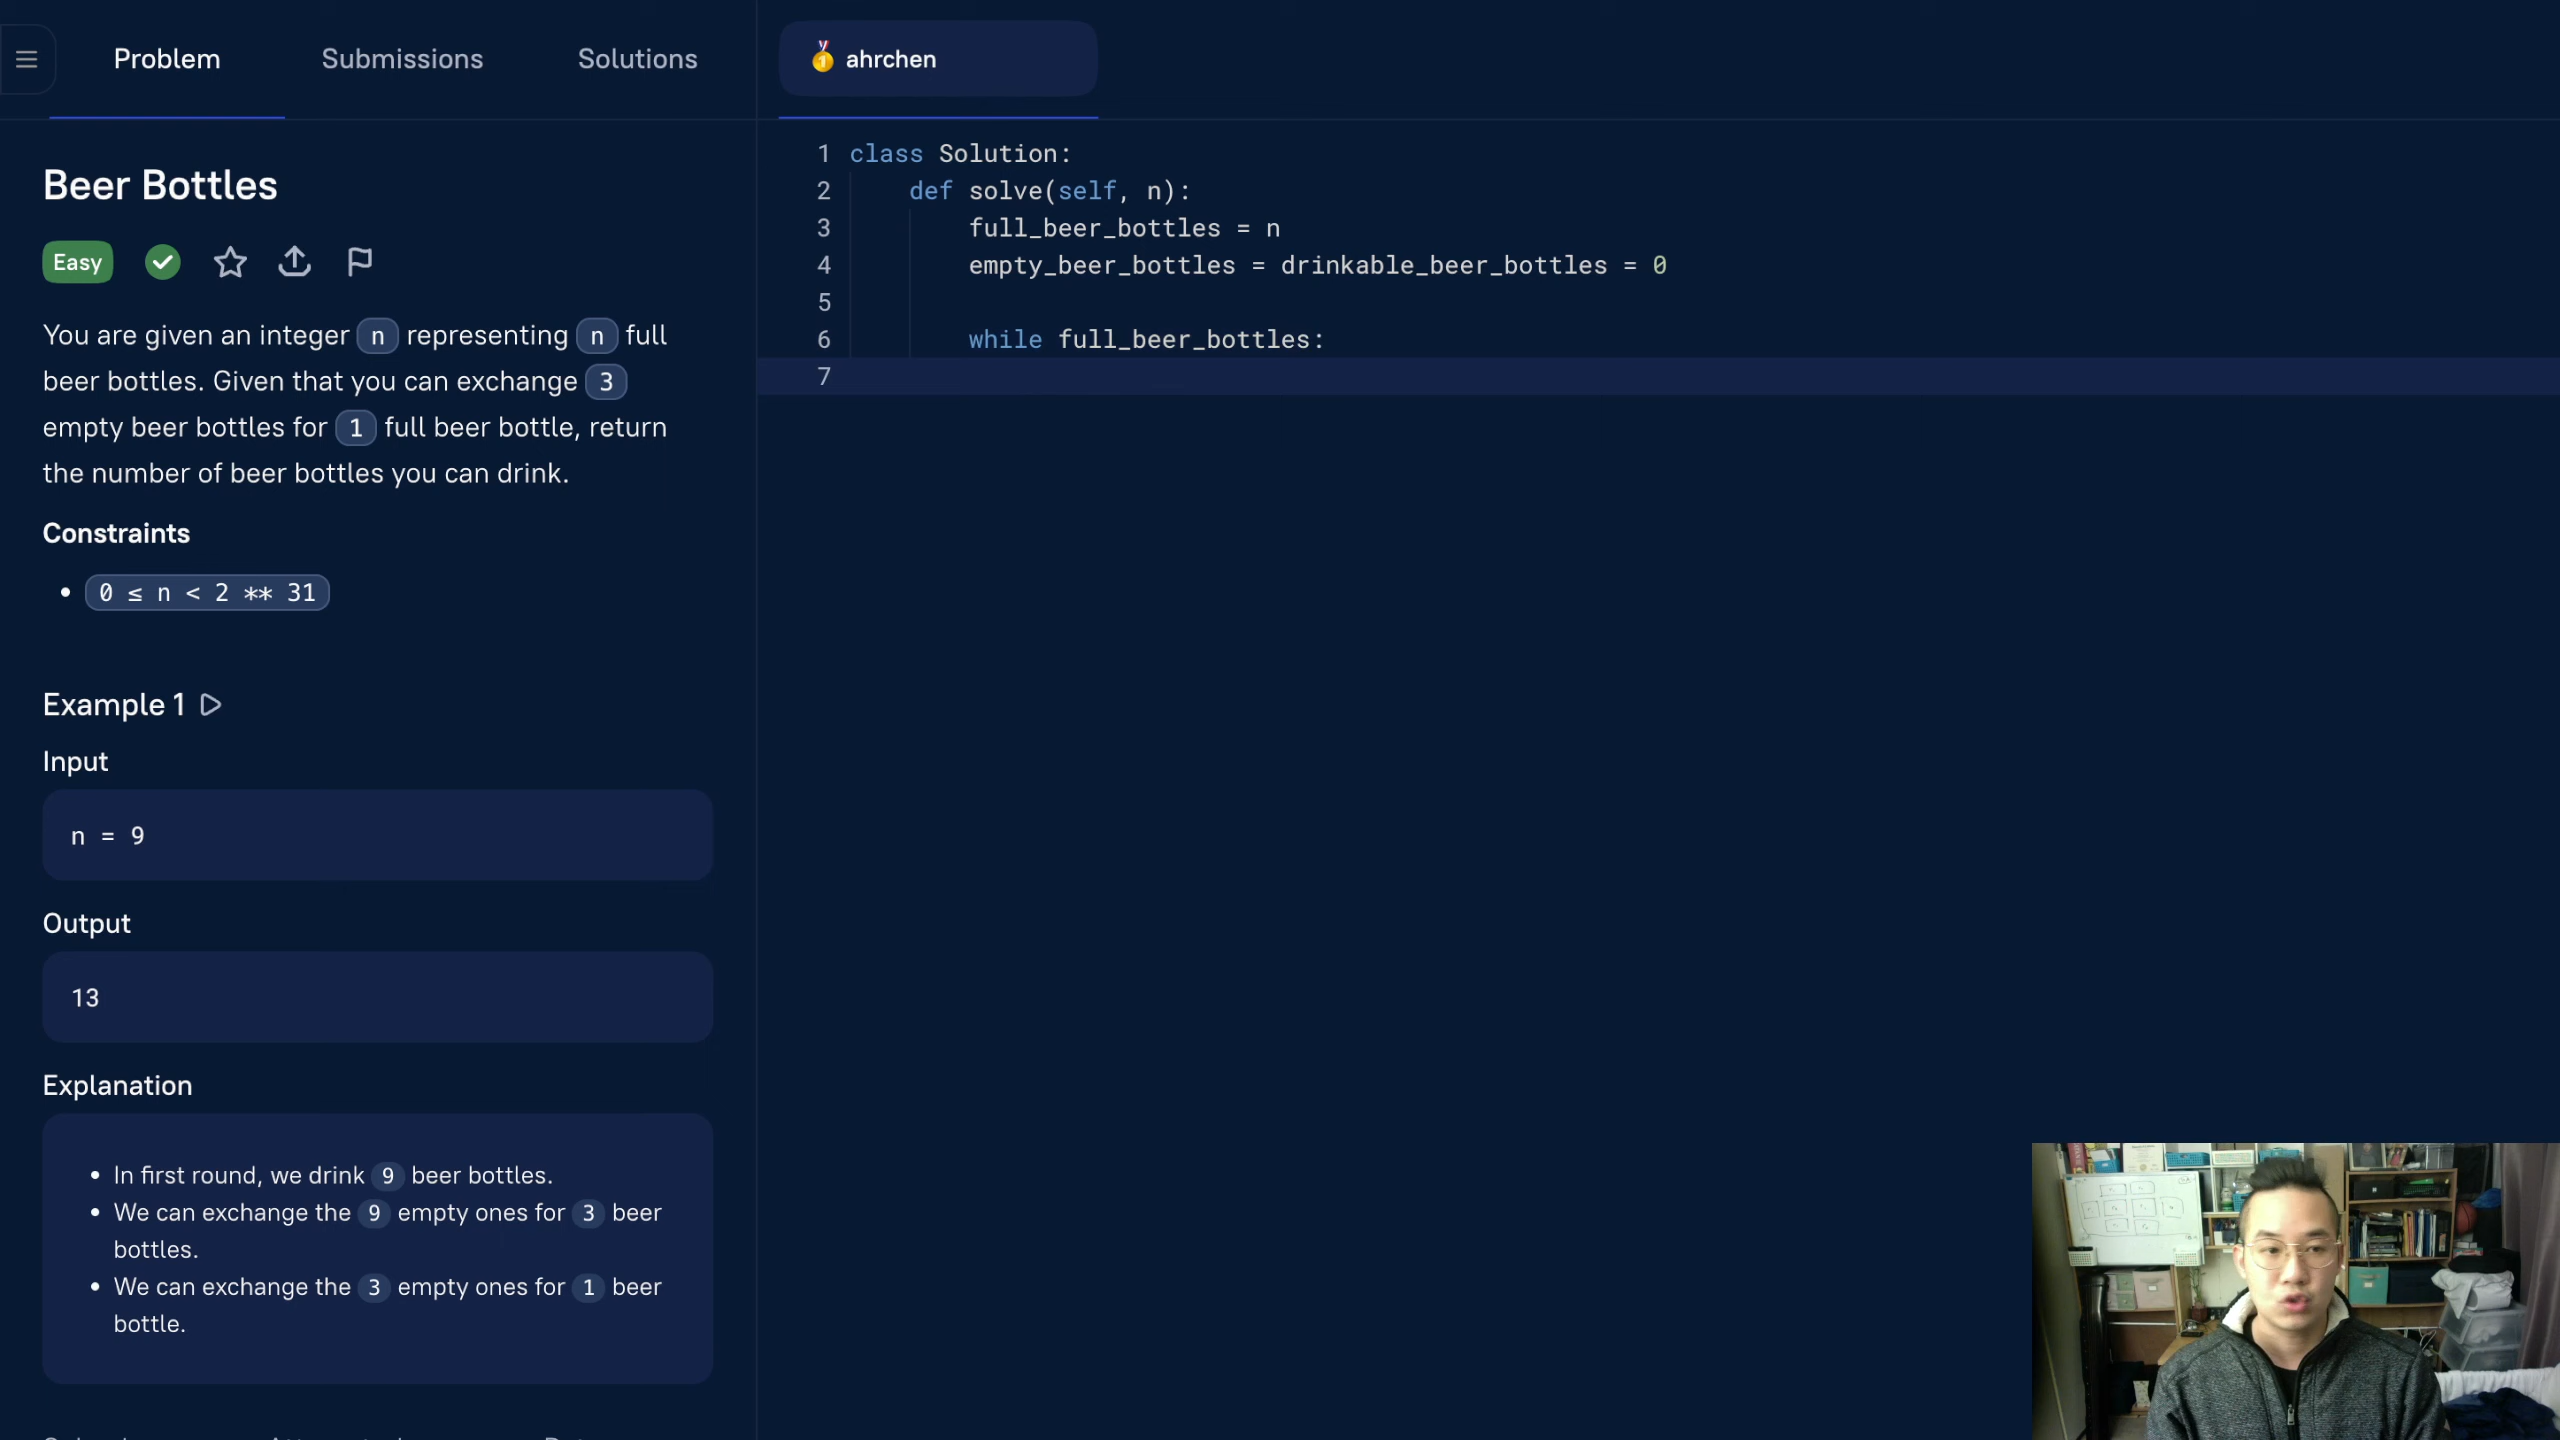 Problem
Submissions
Solutions
ahrchen
Beer Bottles
Easy
You are given an integer n representing n full
beer bottles. Given that you can exchange 3
empty beer bottles for 1 full beer bottle, return
the number of beer bottles you can drink.
Constraints
• 0 ≤ n < 2 ** 31
Example 1
Input
n = 9
Output
13
Explanation
• In first round, we drink 9 beer bottles.
• We can exchange the 9 empty ones for 3 beer
bottles.
• We can exchange the 3 empty ones for 1 beer
bottle.
1 class Solution:
2 def solve(self, n):
3 full_beer_bottles = n
4 empty_beer_bottles = drinkable_beer_bottles = 0
5
6 while full_beer_bottles:
7